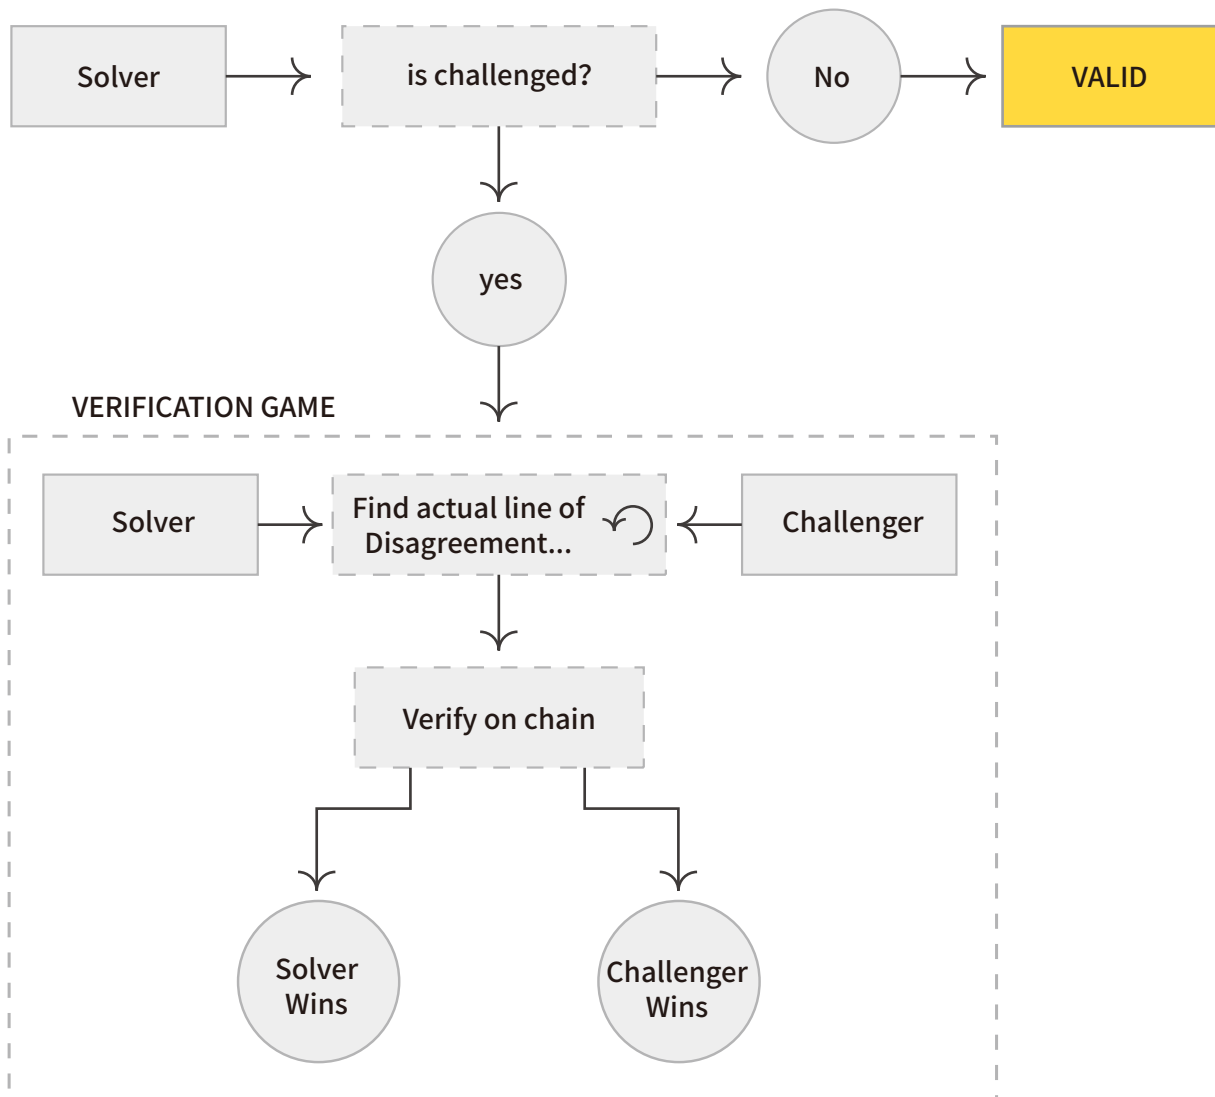 Solver
is challenged?
No
VALID
yes
VERIFICATION GAME
Solver
Find actual line of
Disagreement...
Challenger
Verify on chain
Solver
Wins
Challenger
Wins